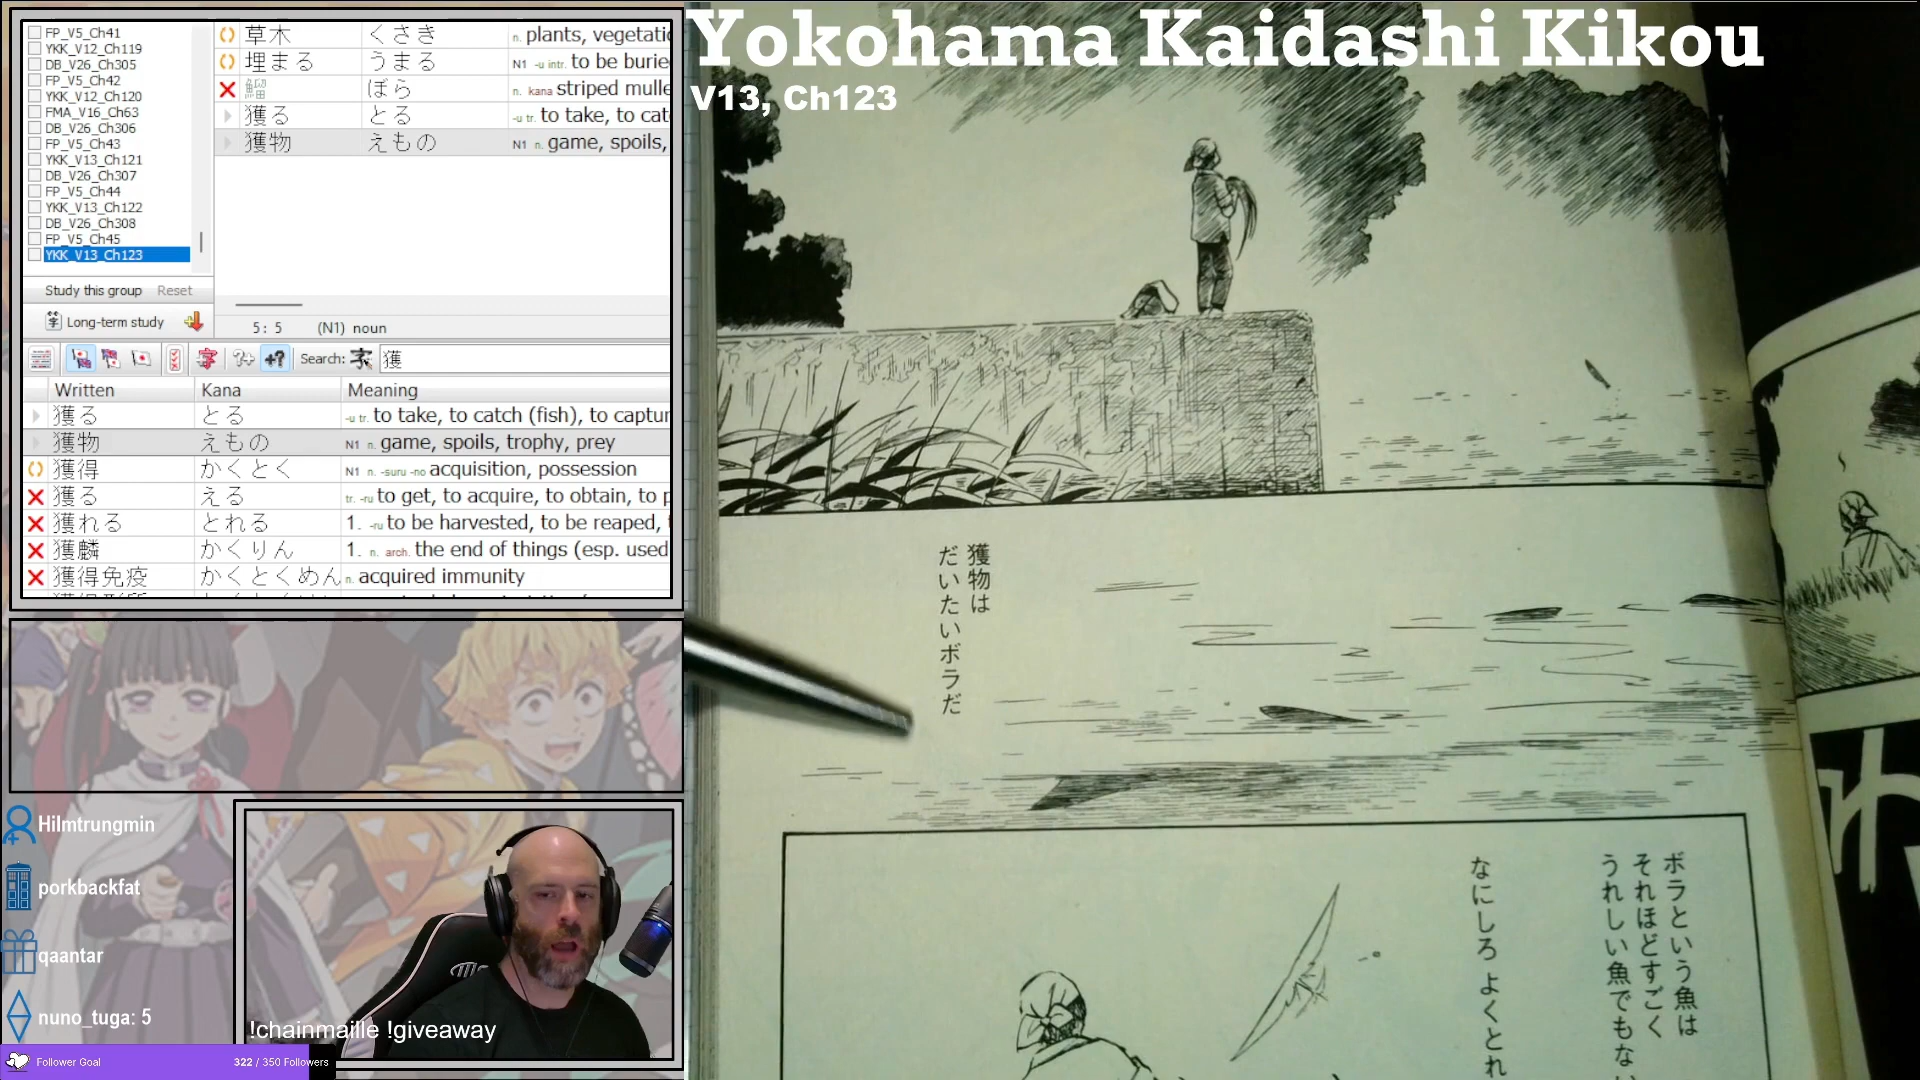 Yokohama Kaidashi Kikou
V13, Ch123
FP_V5_Ch41
YKK_V12_Ch119
DB_V26_Ch305
FP_V5_Ch42
YKK_V12_Ch120
FMA_V16_Ch63
DB_V26_Ch306
FP_V5_Ch43
YKK_V13_Ch121
DB_V26_Ch307
FP_V5_Ch44
YKK_V13_Ch122
DB_V26_Ch308
FP_V5_Ch45
YKK_V13_Ch123
Study this group Reset
Long-term study
草木 くさき n. plants, vegetatio
埋まる うまる N1 -u intr. to be burie
鯔 ぼら n. kana striped mulle
獲る とる -u tr. to take, to cat
獲物 えもの N1 n. game, spoils,
5: 5 (N1) noun
Search: 獲
Written Kana Meaning
獲る とる -u tr. to take, to catch (fish), to captur
獲物 えもの N1 n. game, spoils, trophy, prey
獲得 かくとく N1 n. -suru -no acquisition, possession
獲る える tr. -ru to get, to acquire, to obtain, to p
獲れる とれる 1. -ru to be harvested, to be reaped,
獲麟 かくりん 1. n. arch. the end of things (esp. used
獲得免疫 かくとくめん n. acquired immunity
獲物は
だいたいボラだ
ボラという魚は
それほどすごく
うれしい魚でもない
なにしろ よくとれ
Hilmtrungmin
porkbackfat
qaantar
nuno_tuga: 5
!chainmaille !giveaway
Follower Goal 322 / 350 Followers